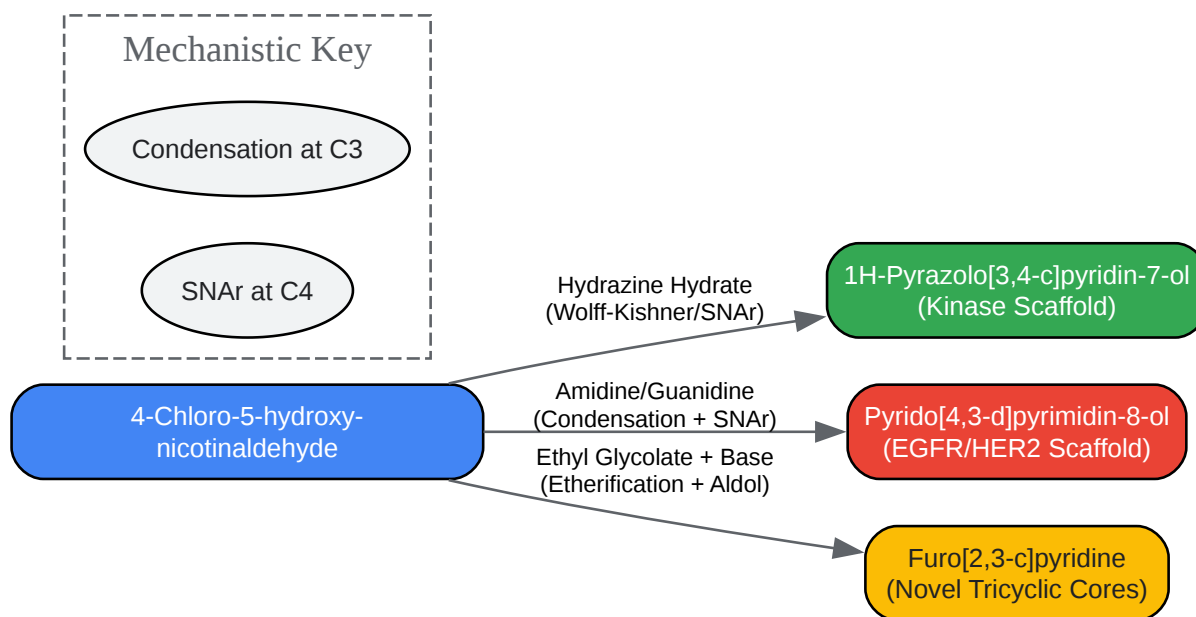 Mechanistic Key
Condensation at C3
SNAr at C4
4-Chloro-5-hydroxy-
nicotinaldehyde
Hydrazine Hydrate
(Wolff-Kishner/SNAr)
Amidine/Guanidine
(Condensation + SNAr)
Ethyl Glycolate + Base
(Etherification + Aldol)
1H-Pyrazolo[3,4-c]pyridin-7-ol
(Kinase Scaffold)
Pyrido[4,3-d]pyrimidin-8-ol
(EGFR/HER2 Scaffold)
Furo[2,3-c]pyridine
(Novel Tricyclic Cores)